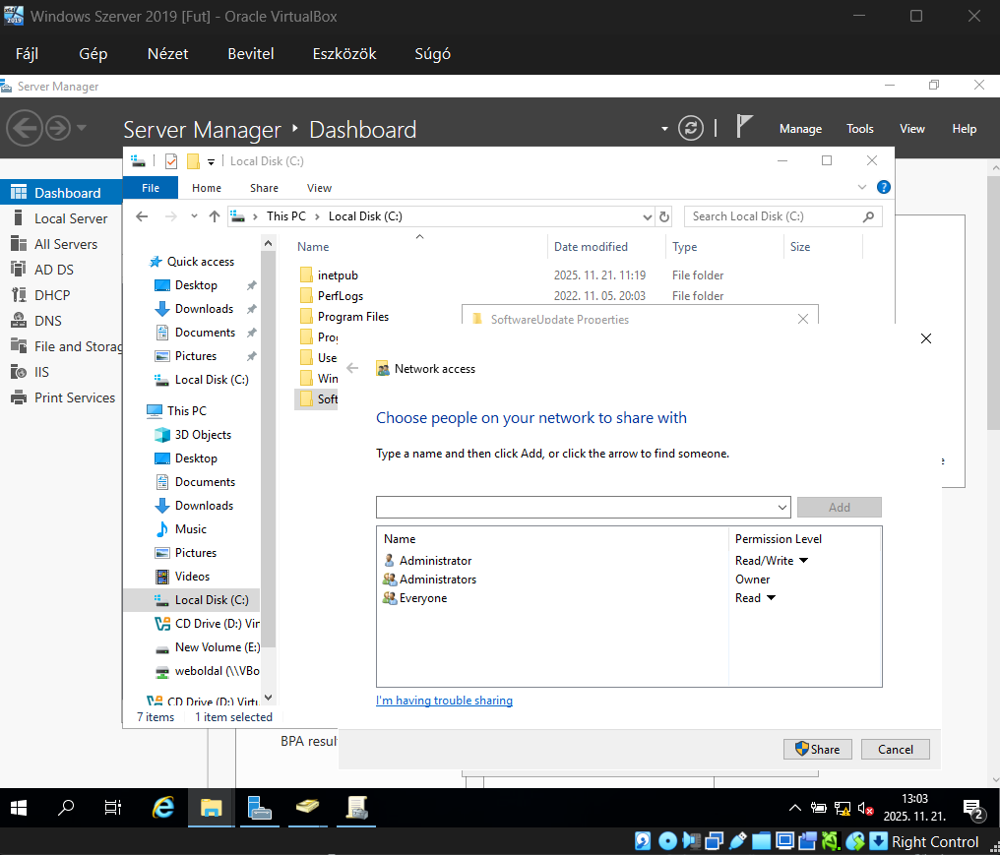 Windows Szerver 2019 [Fut] - Oracle VirtualBox
Fájl Gép Nézet Bevitel Eszközök Súgó
Server Manager
Server Manager Dashboard
Manage Tools View Help
Local Disk (C:)
File Home Share View
This PC Local Disk (C:)
Search Local Disk (C:)
Dashboard
Local Server
All Servers
AD DS
DHCP
DNS
File and Storag
IIS
Print Services
Quick access
Desktop
Downloads
Documents
Pictures
Local Disk (C:)
This PC
3D Objects
Desktop
Documents
Downloads
Music
Pictures
Videos
Local Disk (C:)
CD Drive (D:) Vir
New Volume (E:)
weboldal (\\VBo
CD Drive (D:) Virtu
Name Date modified Type Size
inetpub 2025. 11. 21. 11:19 File folder
PerfLogs 2022. 11. 05. 20:03 File folder
Program Files
Prog
Use
Win
Soft
7 items 1 item selected
SoftwareUpdate Properties
Network access
Choose people on your network to share with
Type a name and then click Add, or click the arrow to find someone.
Add
Name Permission Level
Administrator Read/Write
Administrators Owner
Everyone Read
I'm having trouble sharing
Share Cancel
BPA resul
13:03
2025. 11. 21.
2
Right Control